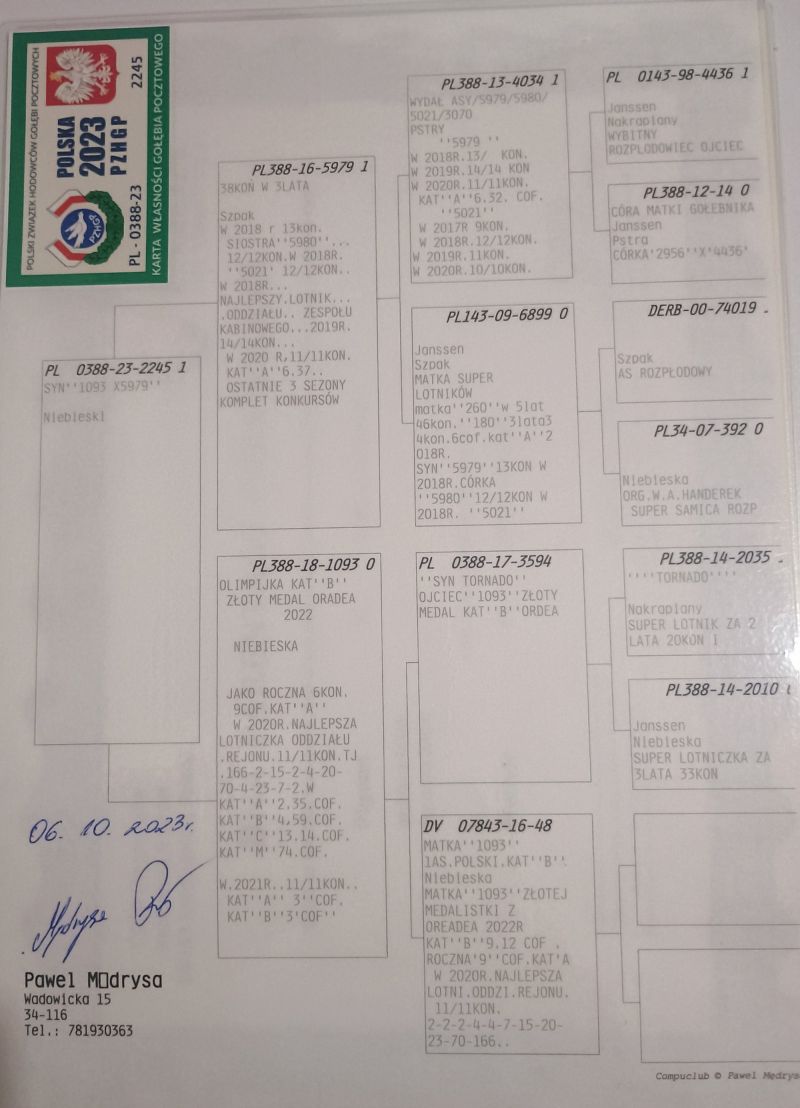 POLSKI ZWIĄZEK HODOWCÓW GOŁĘBI POCZTOWYCH
POLSKA
2023
PZHGP
PZHGP
PL - 0388-23
2245
KARTA WŁASNOŚCI GOŁĘBIA POCZTOWEGO
PL 0388-23-2245 1
SYN''1093 X5979''
Niebieski
PL388-16-5979 1
38KON W 3LATA
Szpak
W 2018 r 13kon.
SIOSTRA''5980''...
12/12KON.W 2018R.
''5021' 12/12KON..
W 2018R...
NAJLEPSZY.LOTNIK...
.ODDZIAŁU.. ZESPOŁU
KABINOWEGO...2019R.
14/14KON...
W 2020 R,11/11KON.
KAT''A''6.37..
OSTATNIE 3 SEZONY
KOMPLET KONKURSÓW
PL388-18-1093 0
OLIMPIJKA KAT''B''
ZŁOTY MEDAL ORADEA
2022
NIEBIESKA
JAKO ROCZNA 6KON.
9COF.KAT''A''
W 2020R.NAJLEPSZA
LOTNICZKA ODDZIAŁU
.REJONU.11/11KON.TJ
.166-2-15-2-4-20-
70-4-23-7-2.W
KAT''A''2.35.COF.
KAT''B''4,59.COF.
KAT''C''13.14.COF.
KAT''M''74.COF.
W.2021R..11/11KON..
KAT''A'' 3''COF.
KAT''B''3'COF''
PL388-13-4034 1
WYDAŁ ASY/5979/5980/
5021/3070
PSTRY
''5979 ''
W 2018R.13/ KON.
W 2019R.14/14 KON
W 2020R.11/11KON.
KAT''A''6.32. COF.
''5021''
W 2017R 9KON.
W 2018R.12/12KON.
W 2019R.11KON.
W 2020R.10/10KON.
PL143-09-6899 0
Janssen
Szpak
MATKA SUPER
LOTNIKÓW
matka''260''w 5lat
46kon.''180''3lata3
4kon.6cof.kat''A''2
018R.
SYN''5979''13KON W
2018R.CÓRKA
''5980''12/12KON W
2018R. ''5021''
PL 0388-17-3594
''SYN TORNADO''
OJCIEC''1093''ZŁOTY
MEDAL KAT''B''ORDEA
DV 07843-16-48
MATKA''1093''
1AS.POLSKI.KAT''B''.
Niebieska
MATKA''1093''ZŁOTEJ
MEDALISTKI Z
OREADEA 2022R
KAT''B''9.12 COF .
ROCZNA'9''COF.KAT'A
W 2020R.NAJLEPSZA
LOTNI.ODDZI.REJONU.
11/11KON.
2-2-2-4-4-7-15-20-
23-70-166..
PL 0143-98-4436 1
Janssen
Nakrapiany
WYBITNY
ROZPLODOWIEC OJCIEC
PL388-12-14 0
CÓRA MATKI GOŁEBNIKA
Janssen
Pstra
CÓRKA'2956''X'4436'
DERB-00-74019 .
Szpak
AS ROZPŁODOWY
PL34-07-392 0
Niebieska
ORG.W.A.HANDEREK
SUPER SAMICA ROZP
PL388-14-2035 .
''''TORNADO''''
Nakrapiany
SUPER LOTNIK ZA 2
LATA 20KON 1
PL388-14-2010
Janssen
Niebieska
SUPER LOTNICZKA ZA
3LATA 33KON
06. 10. 2023r.
Pawel M□drysa
Wadowicka 15
34-116
Tel.: 781930363
Compuclub © Pawel Mędrys